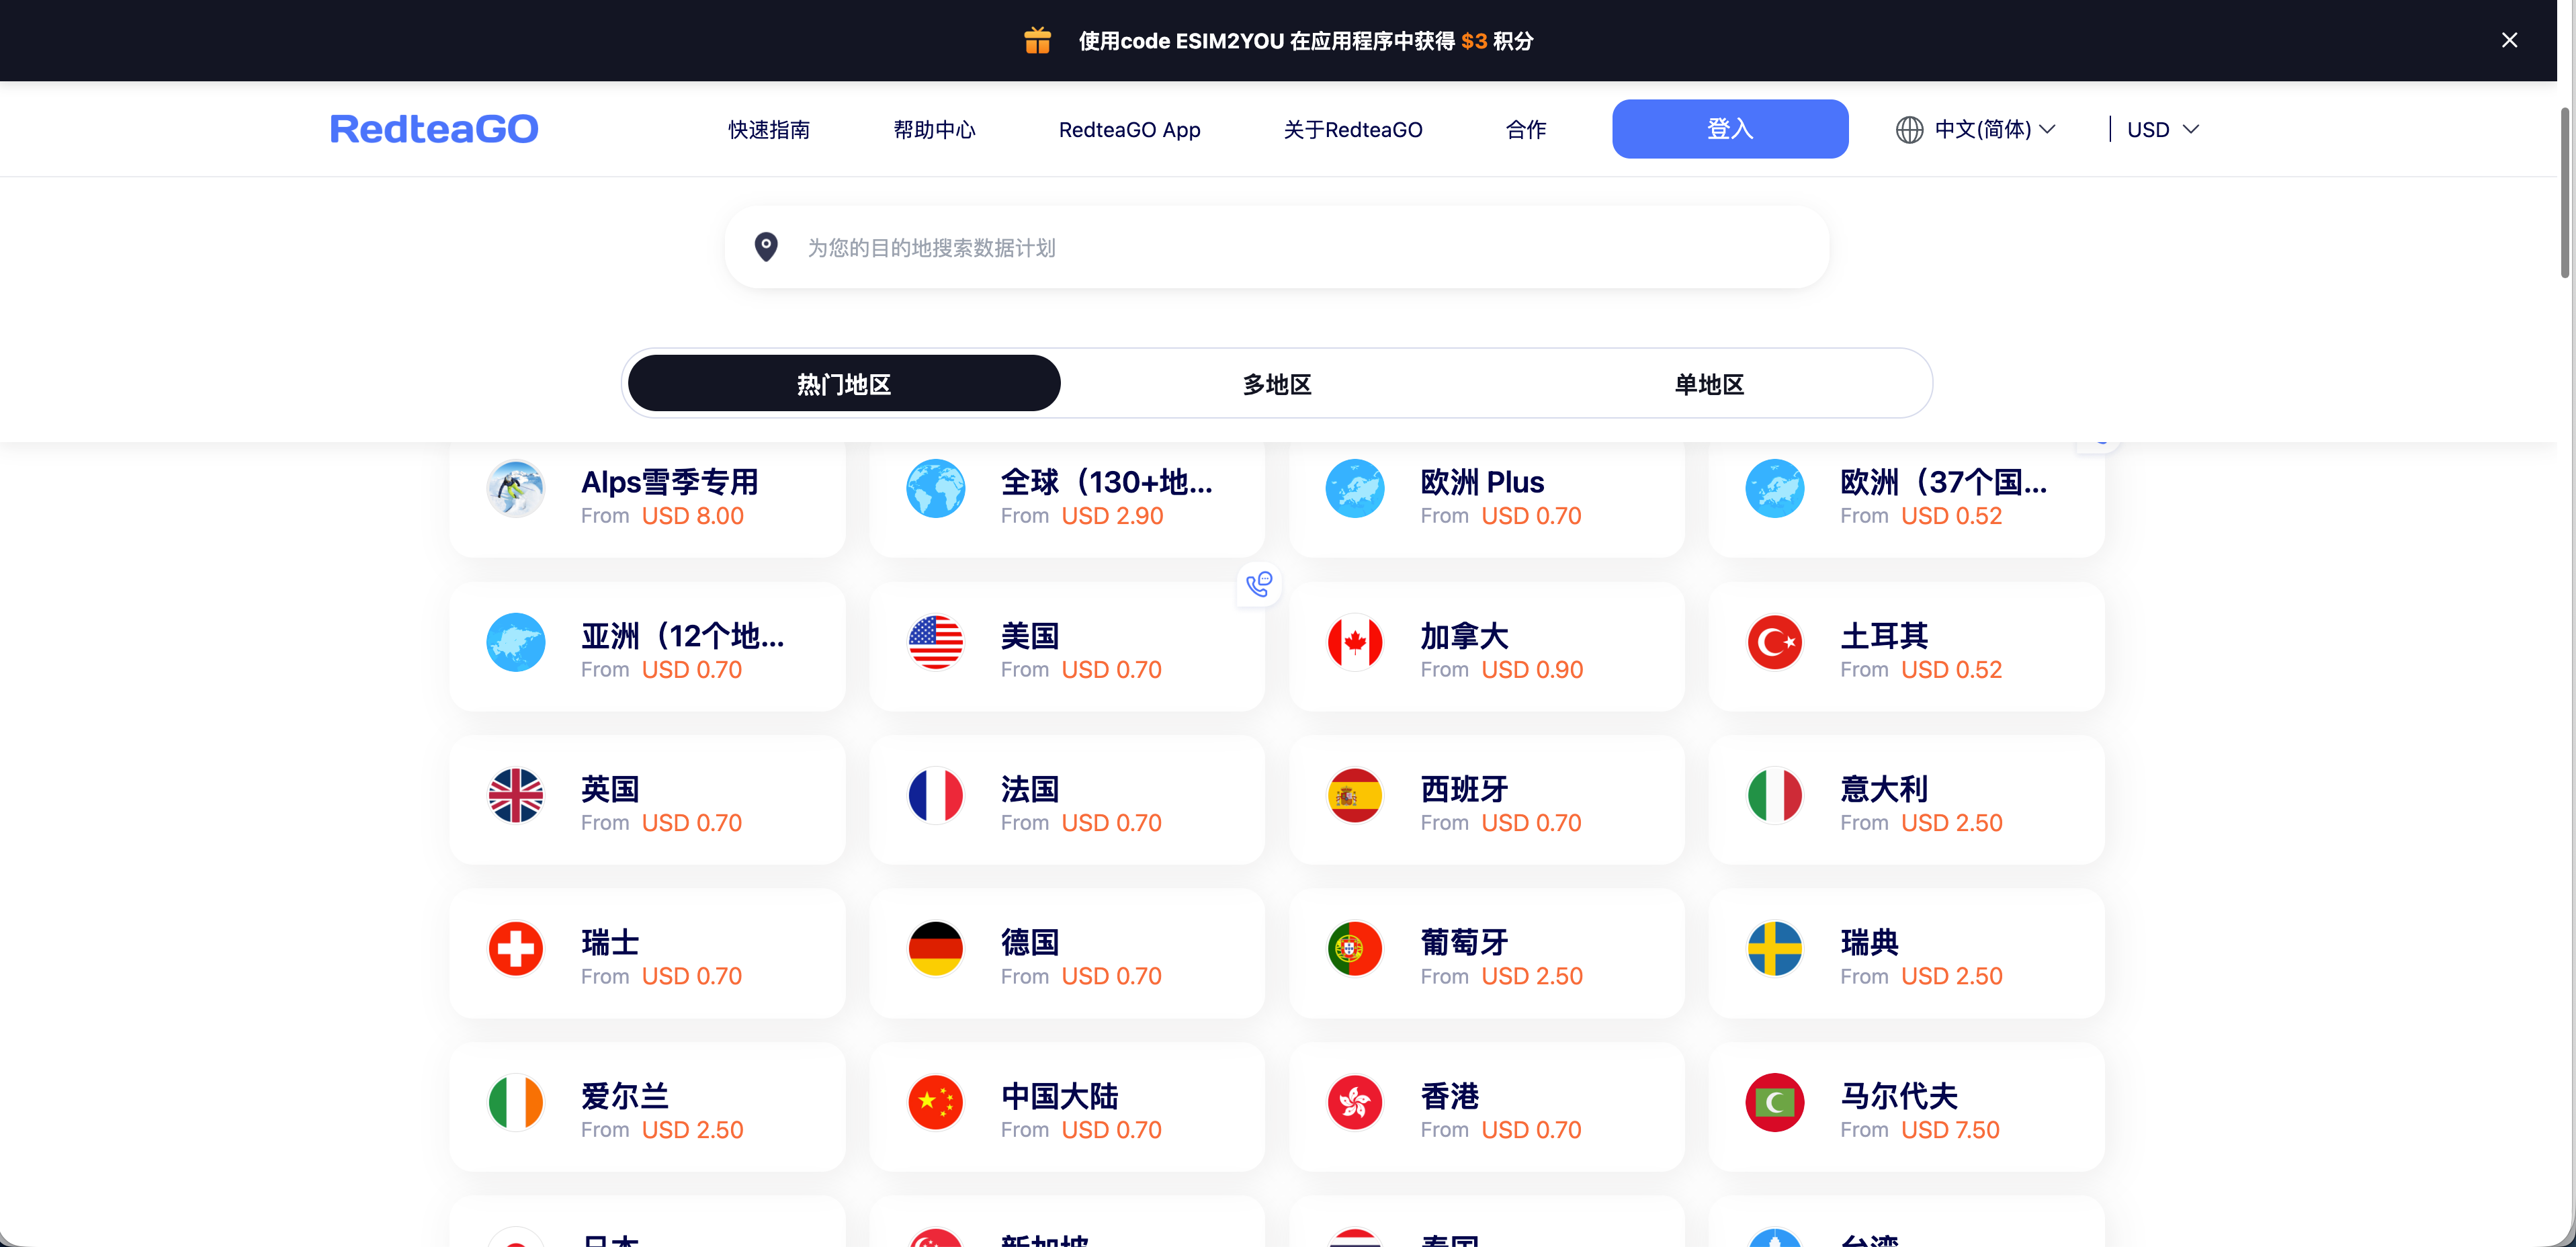 使用code ESIM2YOU 在应用程序中获得 $3 积分
RedteaGO
快速指南
帮助中心
RedteaGO App
关于RedteaGO
合作
登入
中文(简体)
USD
为您的目的地搜索数据计划
热门地区
多地区
单地区
Alps雪季专用
From USD 8.00
全球（130+地...
From USD 2.90
欧洲 Plus
From USD 0.70
欧洲（37个国...
From USD 0.52
亚洲（12个地...
From USD 0.70
美国
From USD 0.70
加拿大
From USD 0.90
土耳其
From USD 0.52
英国
From USD 0.70
法国
From USD 0.70
西班牙
From USD 0.70
意大利
From USD 2.50
瑞士
From USD 0.70
德国
From USD 0.70
葡萄牙
From USD 2.50
瑞典
From USD 2.50
爱尔兰
From USD 2.50
中国大陆
From USD 0.70
香港
From USD 0.70
马尔代夫
From USD 7.50
日本
新加坡
泰国
台湾